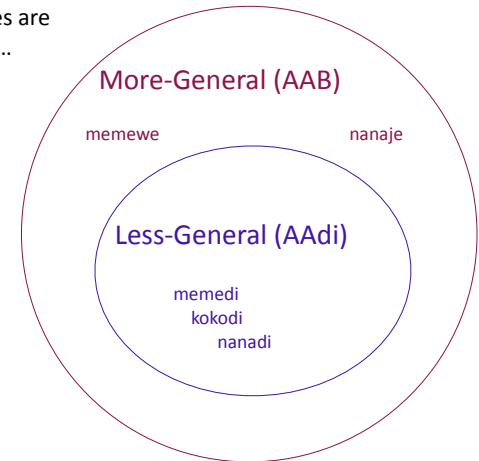 es are
..
More-General (AAB)
memewe nanaje
Less-General (AAdi)
memedi
kokodi
nanadi